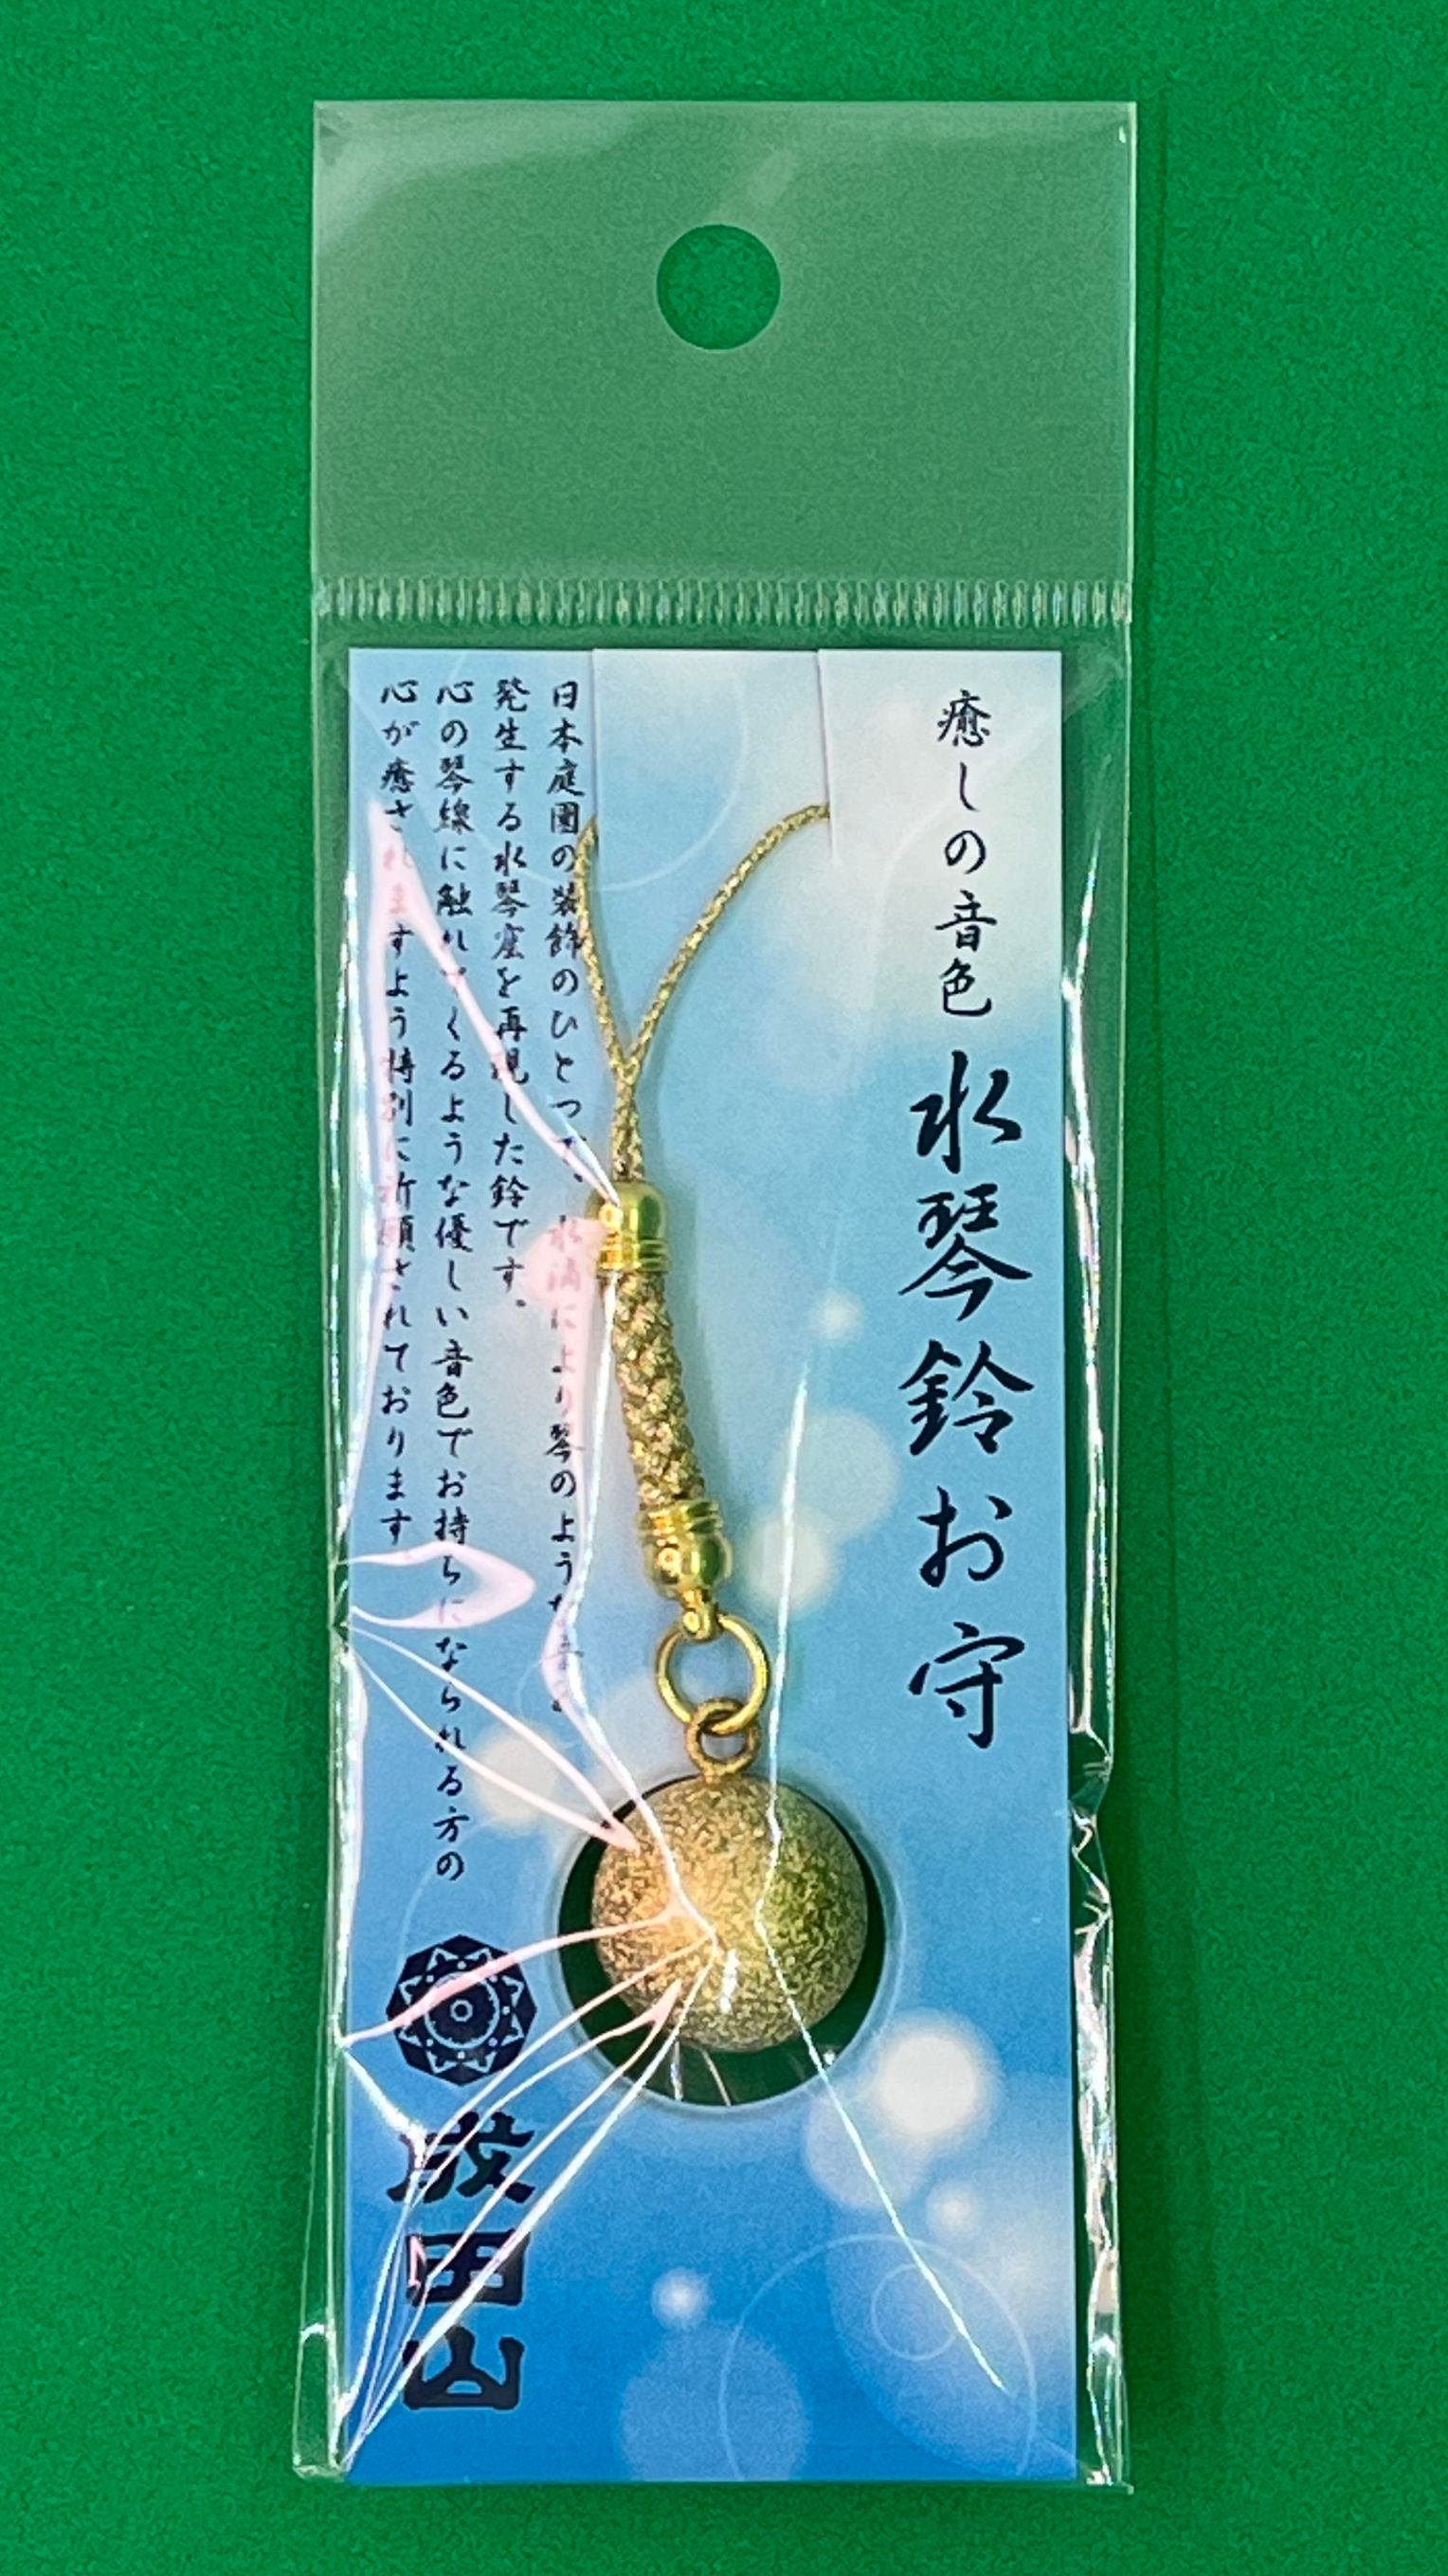 癒しの音色
水琴鈴お守
日本庭園の装飾のひとつで、水滴により琴のような音を
発生する水琴窟を再現した鈴です。
心の琴線に触れてくるような優しい音色でお持ちになられる方の
心が癒されますよう特別に祈願されております
成田山